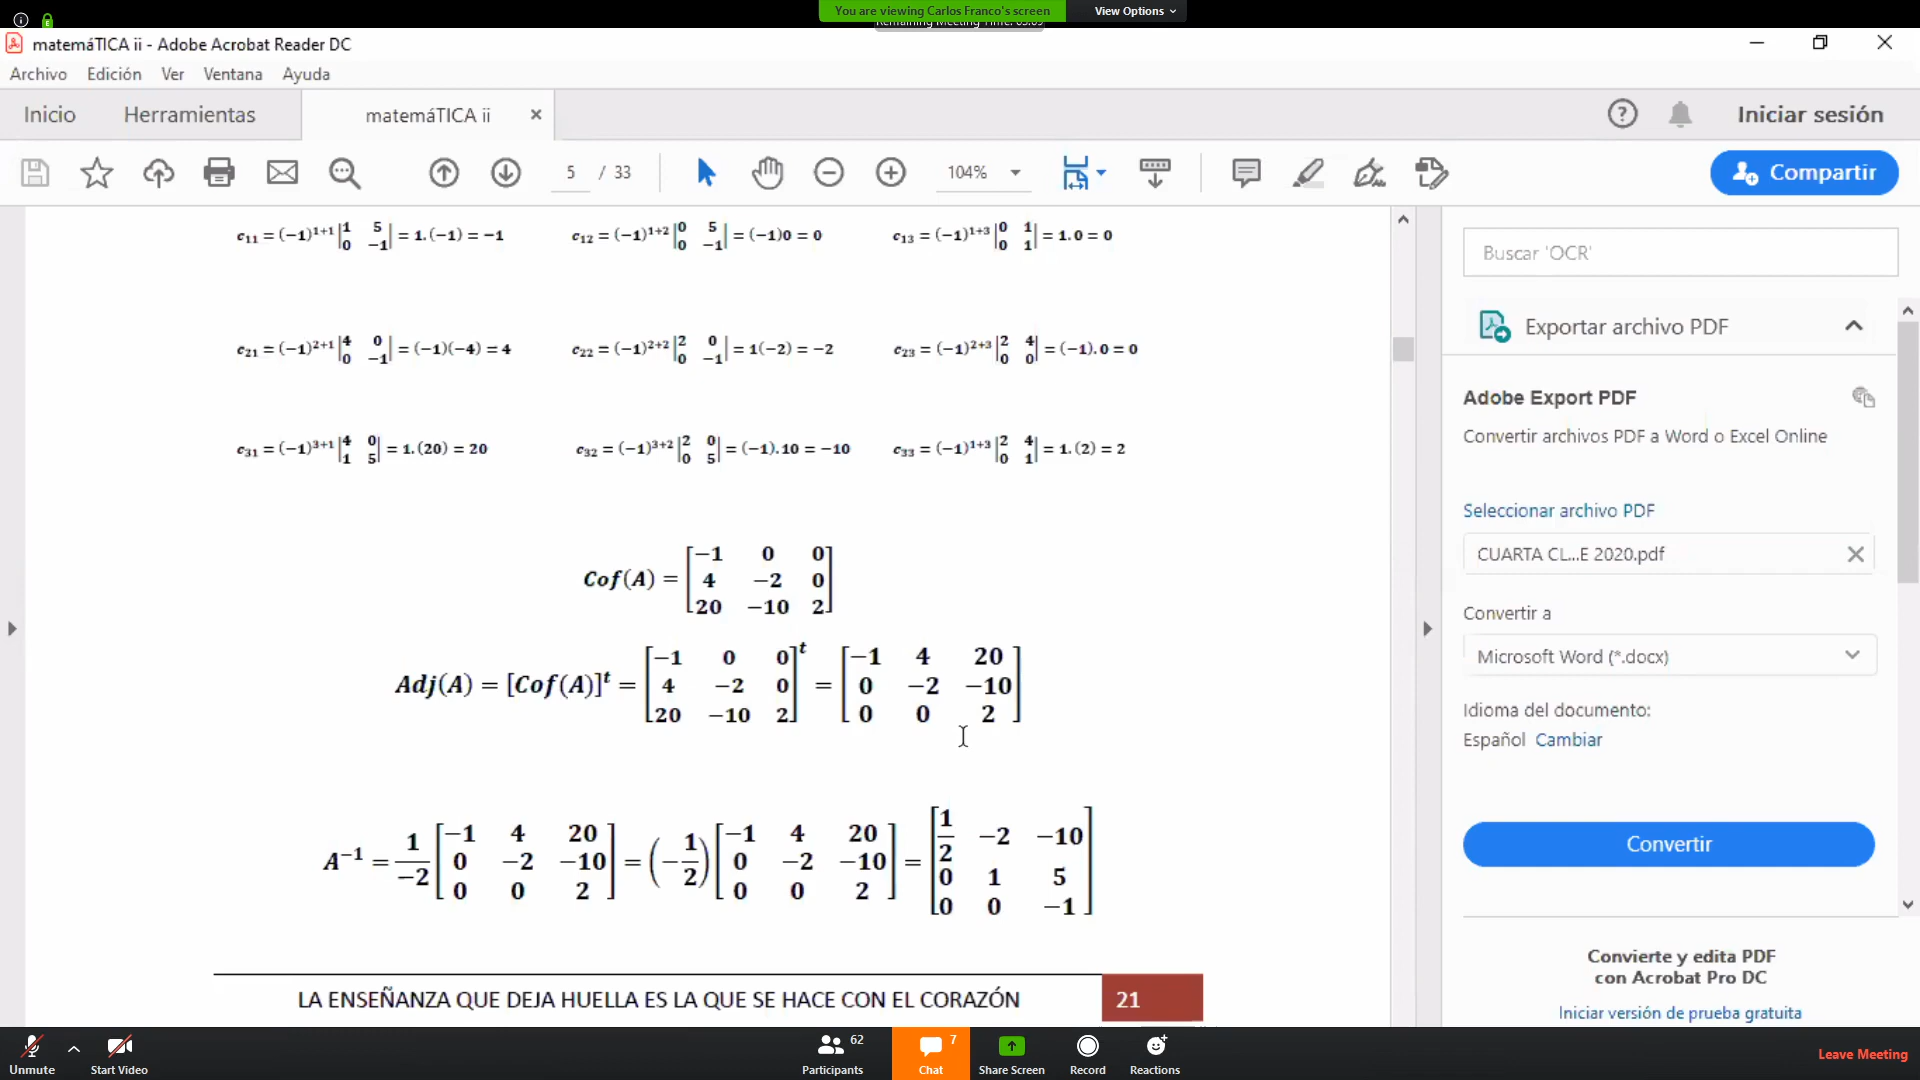 You are viewing Carlos Franco's screen
View Options
matemáTICA ii - Adobe Acrobat Reader DC
Archivo Edición Ver Ventana Ayuda
Inicio Herramientas matemáTICA ii Iniciar sesión
5 / 33 104% Compartir
c₁₁ = (−1)¹⁺¹ |1 5; 0 −1| = 1.(−1) = −1 c₁₂ = (−1)¹⁺² |0 5; 0 −1| = (−1)0 = 0 c₁₃ = (−1)¹⁺³ |0 1; 0 1| = 1.0 = 0
c₂₁ = (−1)²⁺¹ |4 0; 0 −1| = (−1)(−4) = 4 c₂₂ = (−1)²⁺² |2 0; 0 −1| = 1(−2) = −2 c₂₃ = (−1)²⁺³ |2 4; 0 0| = (−1).0 = 0
c₃₁ = (−1)³⁺¹ |4 0; 1 5| = 1.(20) = 20 c₃₂ = (−1)³⁺² |2 0; 0 5| = (−1).10 = −10 c₃₃ = (−1)¹⁺³ |2 4; 0 1| = 1.(2) = 2
Cof(A) = [−1 0 0; 4 −2 0; 20 −10 2]
Adj(A) = [Cof(A)]ᵗ = [−1 0 0; 4 −2 0; 20 −10 2]ᵗ = [−1 4 20; 0 −2 −10; 0 0 2]
A⁻¹ = 1/−2 [−1 4 20; 0 −2 −10; 0 0 2] = (−1/2) [−1 4 20; 0 −2 −10; 0 0 2] = [1/2 −2 −10; 0 1 5; 0 0 −1]
LA ENSEÑANZA QUE DEJA HUELLA ES LA QUE SE HACE CON EL CORAZÓN 21
Buscar 'OCR'
Exportar archivo PDF
Adobe Export PDF
Convertir archivos PDF a Word o Excel Online
Seleccionar archivo PDF
CUARTA CL...E 2020.pdf
Convertir a
Microsoft Word (*.docx)
Idioma del documento:
Español Cambiar
Convertir
Convierte y edita PDF
con Acrobat Pro DC
Iniciar versión de prueba gratuita
Unmute Start Video Participants 62 Chat 7 Share Screen Record Reactions Leave Meeting